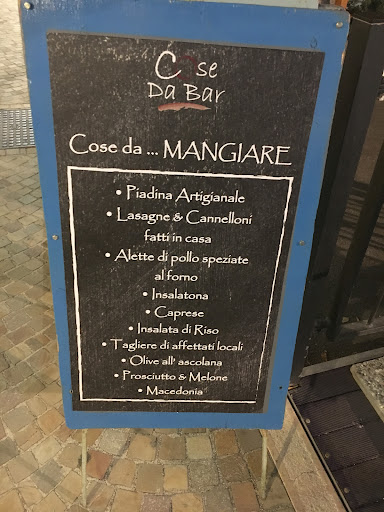 Cose
Da Bar
Cose da ... MANGIARE
• Piadina Artigianale
• Lasagne & Cannelloni
fatti in casa
• Alette di pollo speziate
al forno
• Insalatona
• Caprese
• Insalata di Riso
• Tagliere di affettati locali
• Olive all' ascolana
• Prosciutto & Melone
• Macedonia